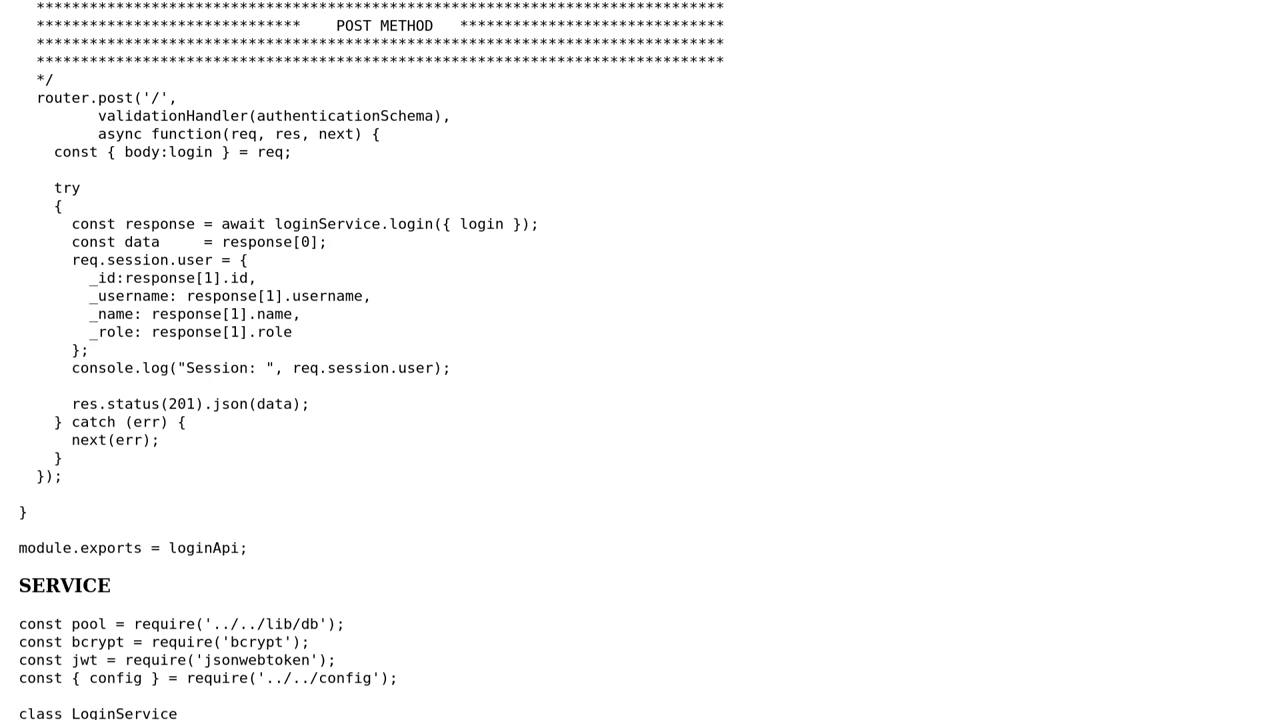 ******************************************************************************
******************************    POST METHOD   ******************************
******************************************************************************
******************************************************************************
*/
router.post('/',
validationHandler(authenticationSchema),
async function(req, res, next) {
const { body:login } = req;
try
{
const response = await loginService.login({ login });
const data     = response[0];
req.session.user = {
_id:response[1].id,
_username: response[1].username,
_name: response[1].name,
_role: response[1].role
};
console.log("Session: ", req.session.user);
res.status(201).json(data);
} catch (err) {
next(err);
}
});
}
module.exports = loginApi;
SERVICE
const pool = require('../../lib/db');
const bcrypt = require('bcrypt');
const jwt = require('jsonwebtoken');
const { config } = require('../../config');
class LoginService